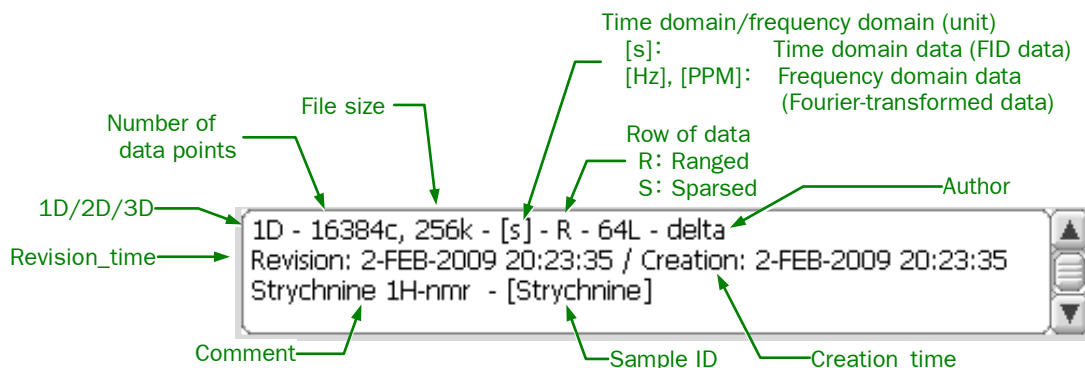 Time domain/frequency domain (unit)
[s]: Time domain data (FID data)
[Hz], [PPM]: Frequency domain data
(Fourier-transformed data)
File size
Number of
data points
Row of data
R: Ranged
S: Sparsed
Author
1D/2D/3D
1D - 16384c, 256k - [s] - R - 64L - delta
Revision_time
Revision: 2-FEB-2009 20:23:35 / Creation: 2-FEB-2009 20:23:35
Strychnine 1H-nmr - [Strychnine]
Comment
Sample ID
Creation_time